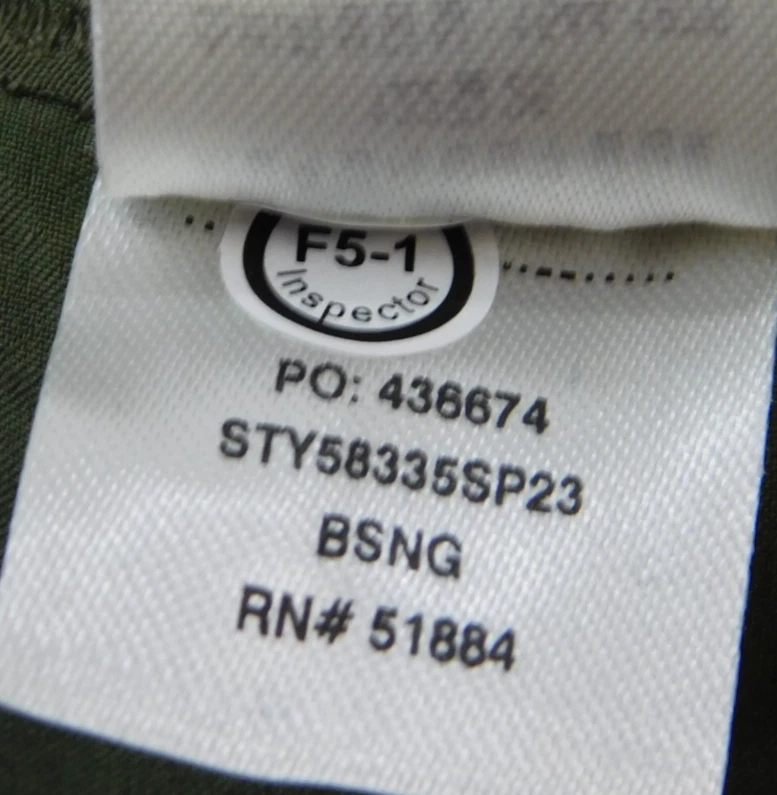 F5-1
Inspector
PO: 436674
STY58335SP23
BSNG
RN# 51884